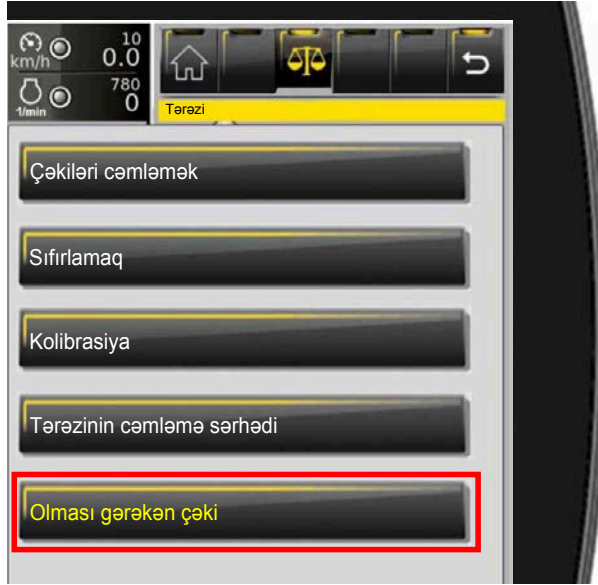 10
km/h 0.0
780
1/min 0
Tərəzi
Çəkiləri cəmləmək
Sıfırlamaq
Kolibrasiya
Tərəzinin cəmləmə sərhədi
Olması gərəkən çəki